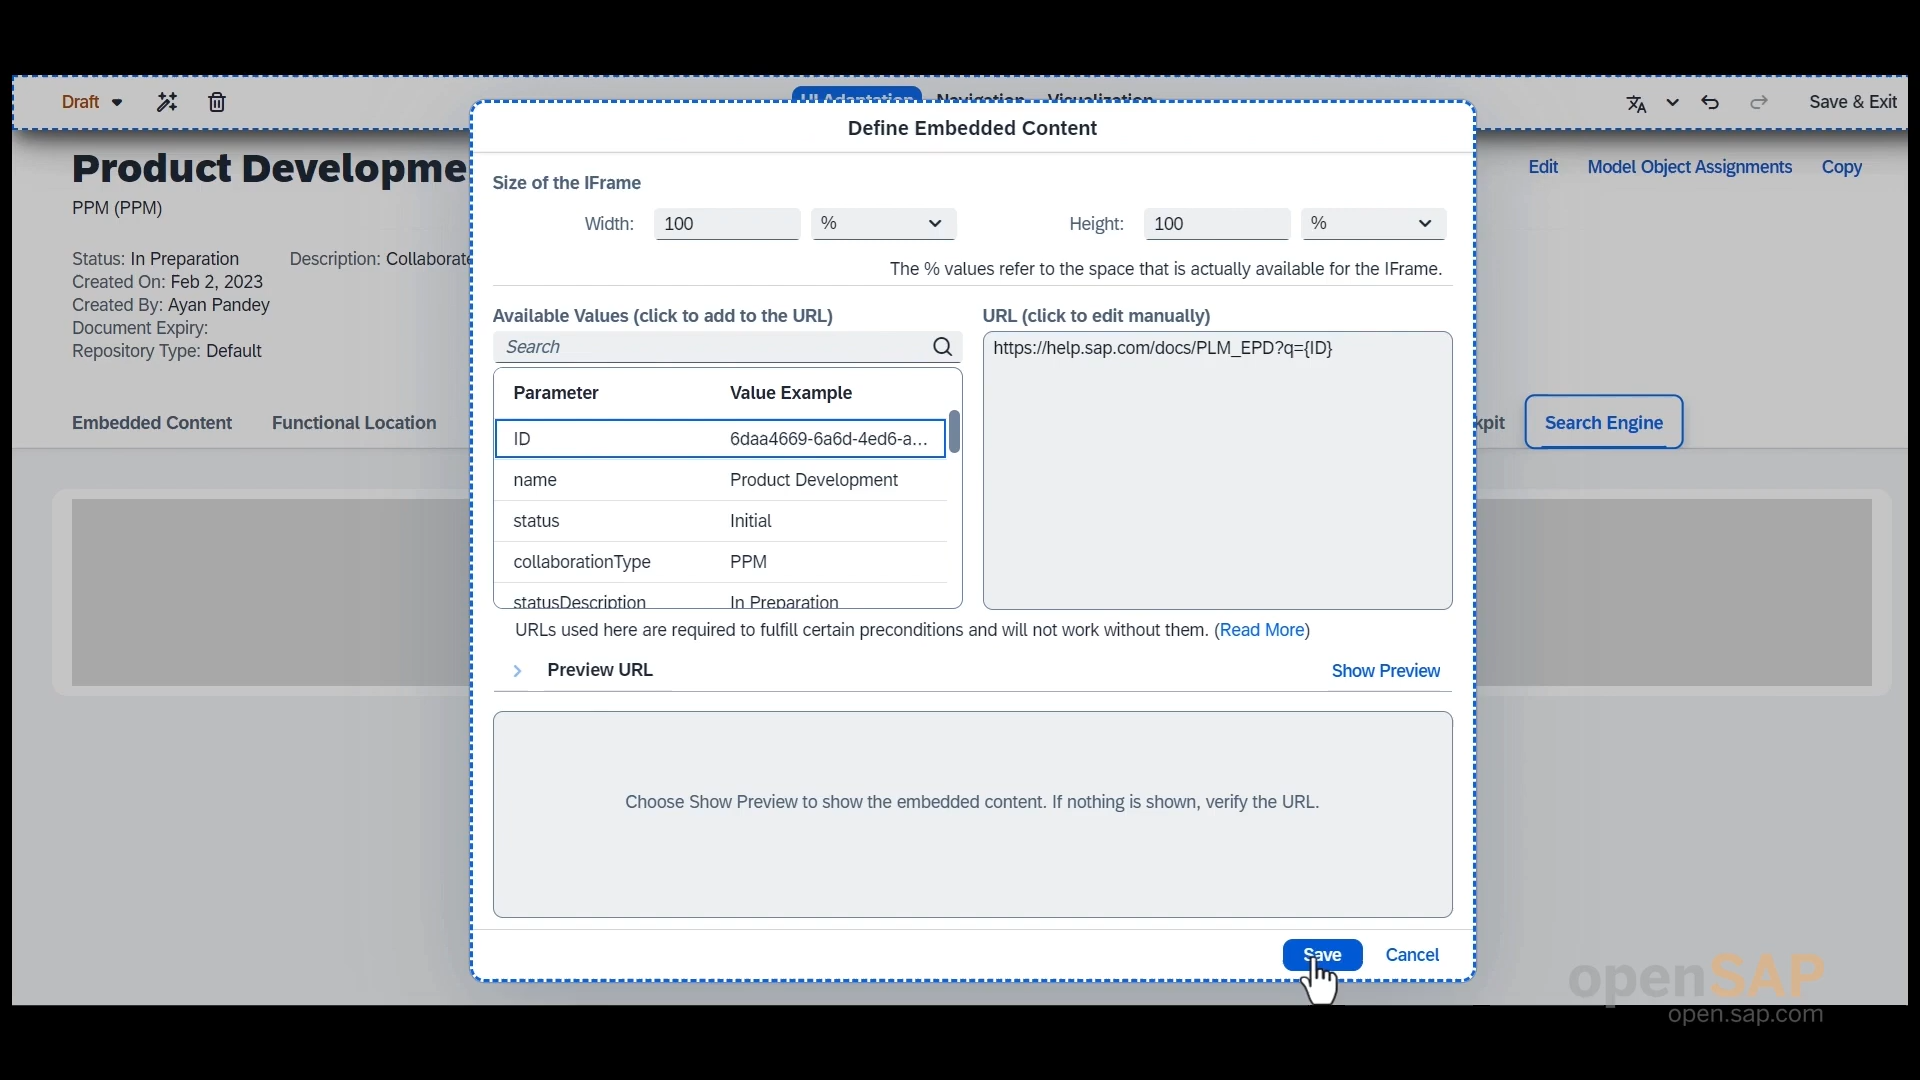 Draft
UI Adaptation
Navigation
Visualization
Save & Exit
Define Embedded Content
Product Developme
PPM (PPM)
Edit
Model Object Assignments
Copy
Size of the IFrame
Width:
100
%
Height:
100
%
Status: In Preparation
Description: Collaborat
Created On: Feb 2, 2023
Created By: Ayan Pandey
Document Expiry:
Repository Type: Default
The % values refer to the space that is actually available for the IFrame.
Available Values (click to add to the URL)
URL (click to edit manually)
Search
https://help.sap.com/docs/PLM_EPD?q={ID}
Parameter
Value Example
Embedded Content
Functional Location
kpit
Search Engine
ID
6daa4669-6a6d-4ed6-a...
name
Product Development
status
Initial
collaborationType
PPM
statusDescription
In Preparation
URLs used here are required to fulfill certain preconditions and will not work without them. (Read More)
Preview URL
Show Preview
Choose Show Preview to show the embedded content. If nothing is shown, verify the URL.
Save
Cancel
openSAP
open.sap.com